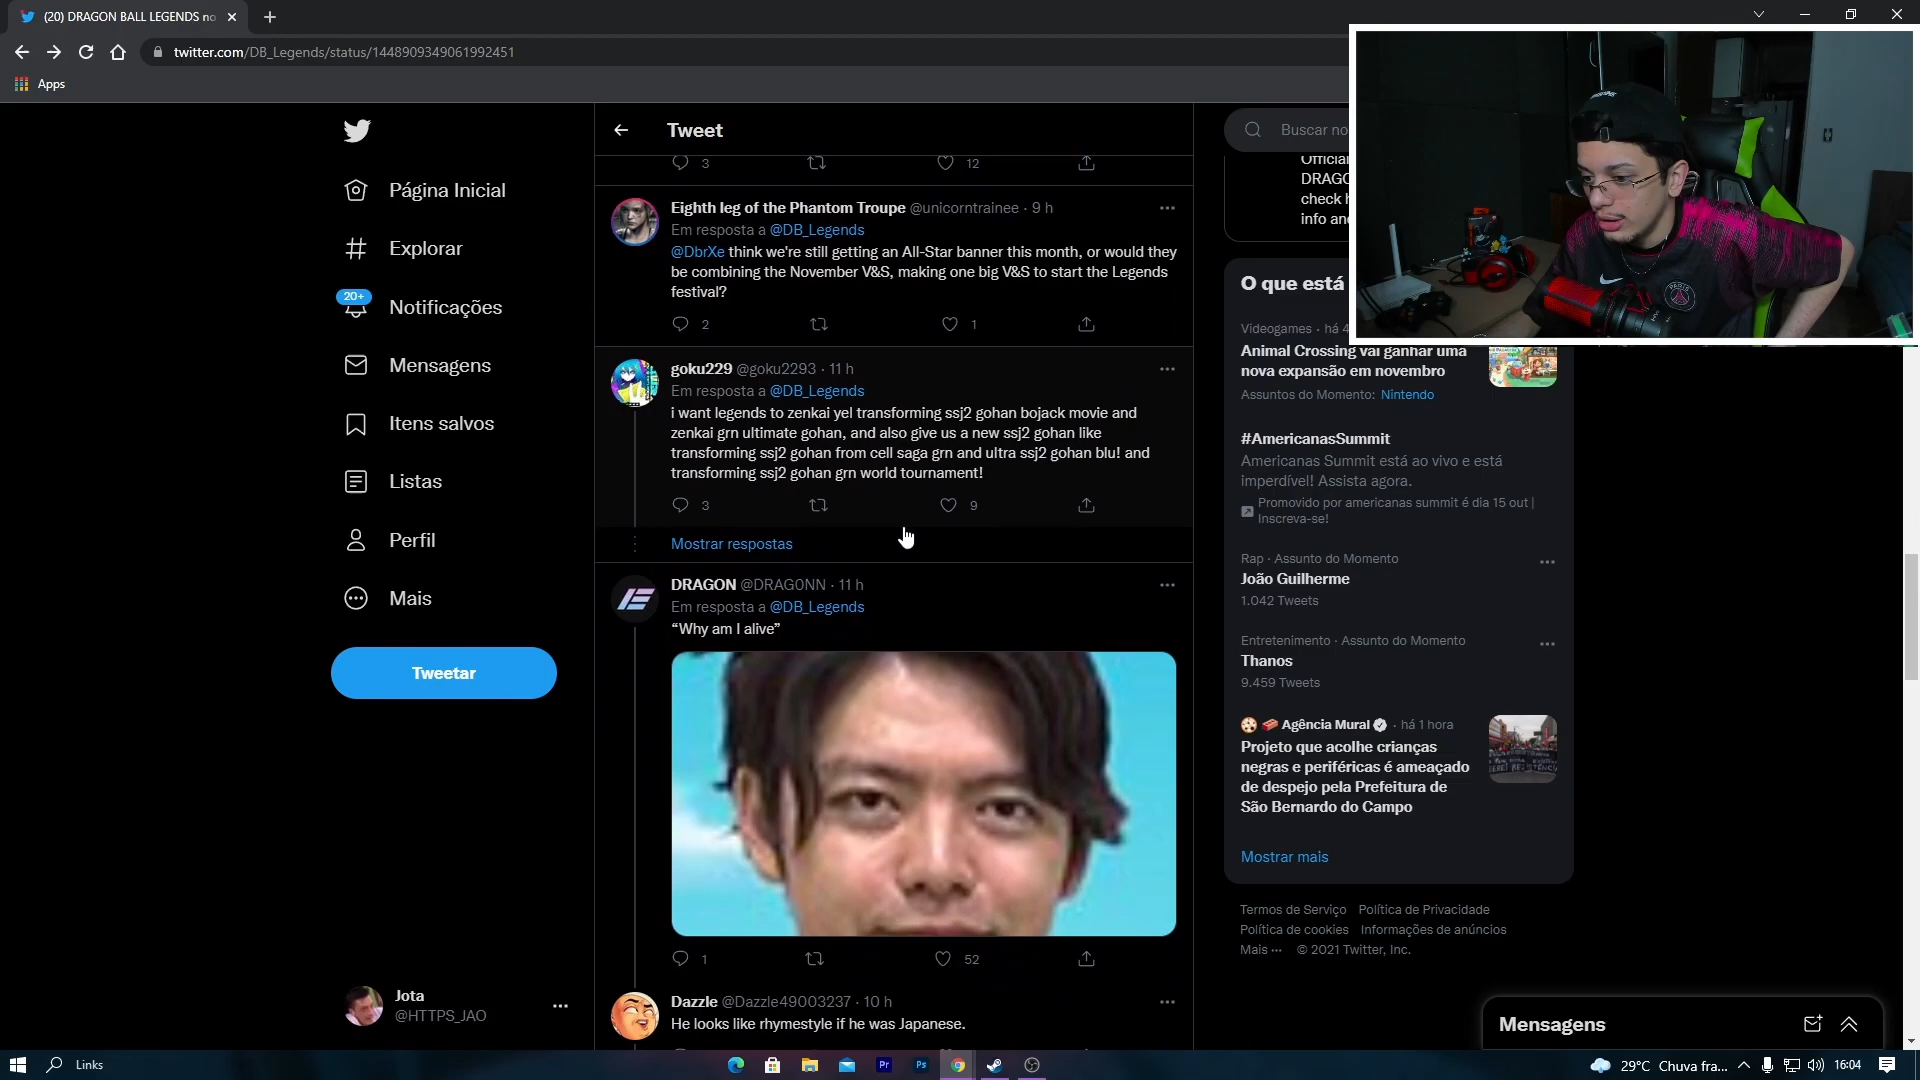 (20) DRAGON BALL LEGENDS no
twitter.com/DB_Legends/status/1448909349061992451
Apps
Página Inicial
Explorar
20+
Notificações
Mensagens
Itens salvos
Listas
Perfil
Mais
Tweetar
Jota
@HTTPS_JAO
Tweet
3 12
Eighth leg of the Phantom Troupe @unicorntrainee · 9 h
Em resposta a @DB_Legends
@DbrXe think we're still getting an All-Star banner this month, or would they
be combining the November V&S, making one big V&S to start the Legends
festival?
2 1
goku229 @goku2293 · 11 h
Em resposta a @DB_Legends
i want legends to zenkai yel transforming ssj2 gohan bojack movie and
zenkai grn ultimate gohan, and also give us a new ssj2 gohan like
transforming ssj2 gohan from cell saga grn and ultra ssj2 gohan blu! and
transforming ssj2 gohan grn world tournament!
3 9
Mostrar respostas
DRAGON @DRAG0NN · 11 h
Em resposta a @DB_Legends
“Why am I alive”
1 52
Dazzle @Dazzle49003237 · 10 h
He looks like rhymestyle if he was Japanese.
Buscar no
Official
DRAGO
check h
info and
O que está
Videogames · há 4
Animal Crossing vai ganhar uma
nova expansão em novembro
Assuntos do Momento: Nintendo
#AmericanasSummit
Americanas Summit está ao vivo e está
imperdível! Assista agora.
Promovido por americanas summit é dia 15 out |
Inscreva-se!
Rap · Assunto do Momento
João Guilherme
1.042 Tweets
Entretenimento · Assunto do Momento
Thanos
9.459 Tweets
Agência Mural · há 1 hora
Projeto que acolhe crianças
negras e periféricas é ameaçado
de despejo pela Prefeitura de
São Bernardo do Campo
Mostrar mais
Termos de Serviço Política de Privacidade
Política de cookies Informações de anúncios
Mais ··· © 2021 Twitter, Inc.
Mensagens
PARIS
Links
Pr
Ps
29°C Chuva fra...
16:04